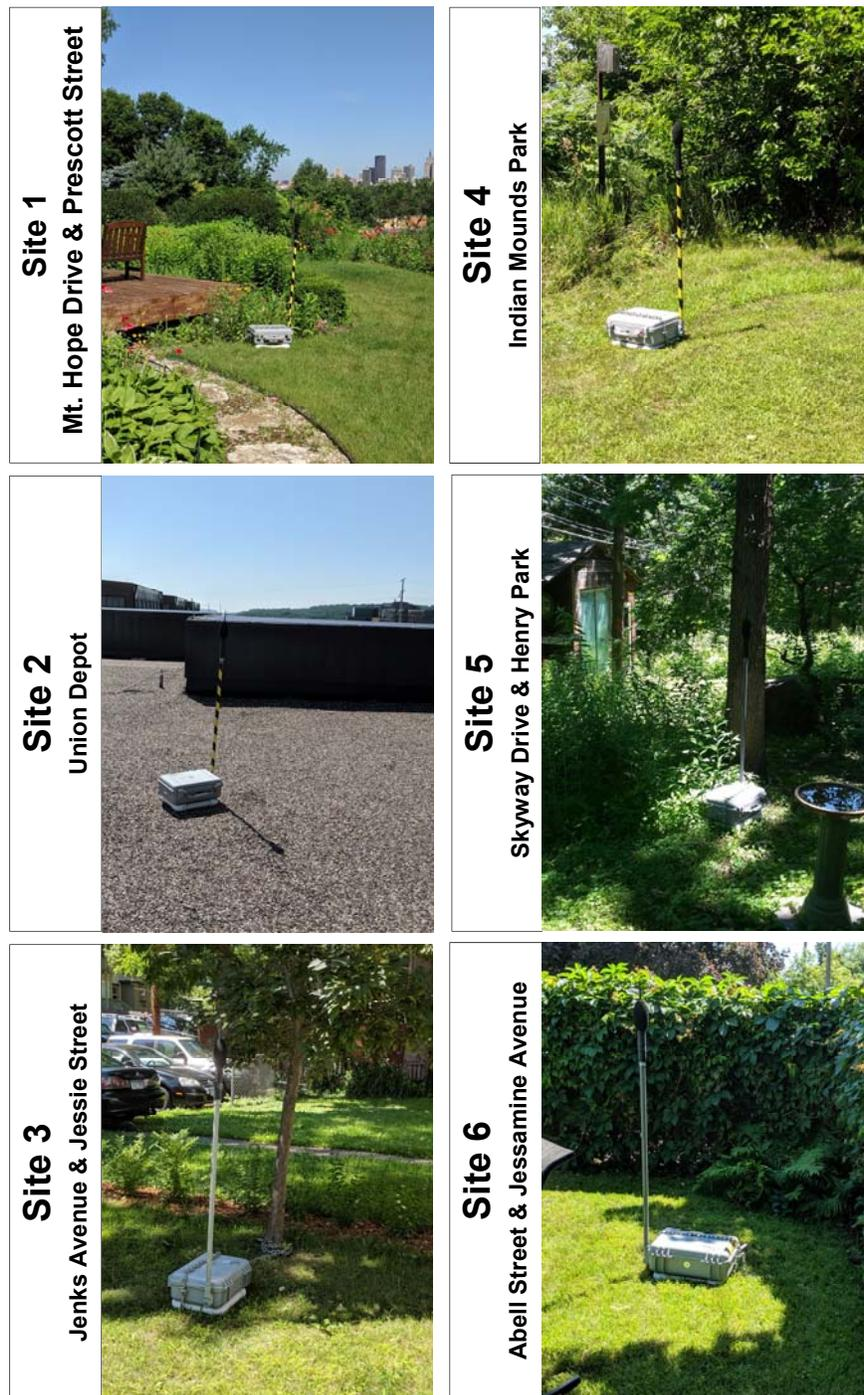 Site 1
Mt. Hope Drive & Prescott Street
Site 2
Union Depot
Site 3
Jenks Avenue & Jessie Street
Site 4
Indian Mounds Park
Site 5
Skyway Drive & Henry Park
Site 6
Abell Street & Jessamine Avenue